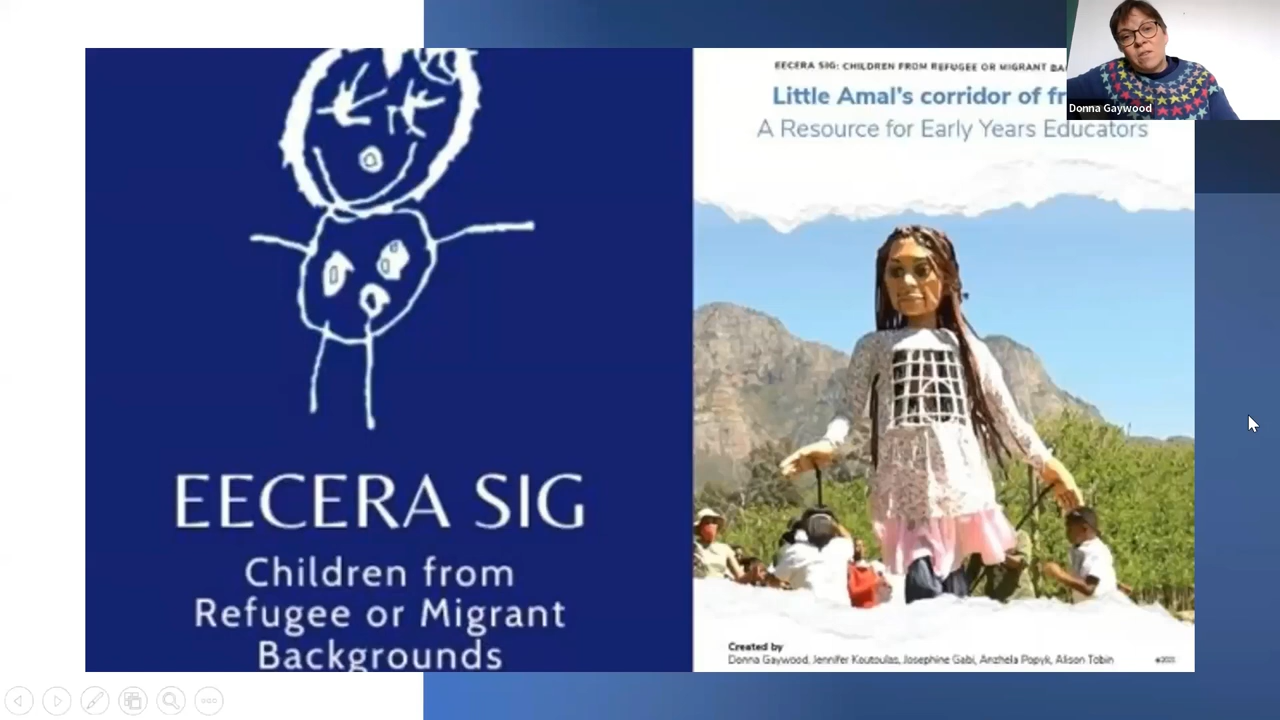 EECERA SIG
Children from
Refugee or Migrant
Backgrounds
EECERA SIG: CHILDREN FROM REFUGEE OR MIGRANT
Little Amal's corridor of
A Resource for Early Years Educators
Donna Gaywood
Created by
Donna Gaywood, Jennifer Koutoulas, Josephine Gabi, Anzhela Popyk, Alison Tobin